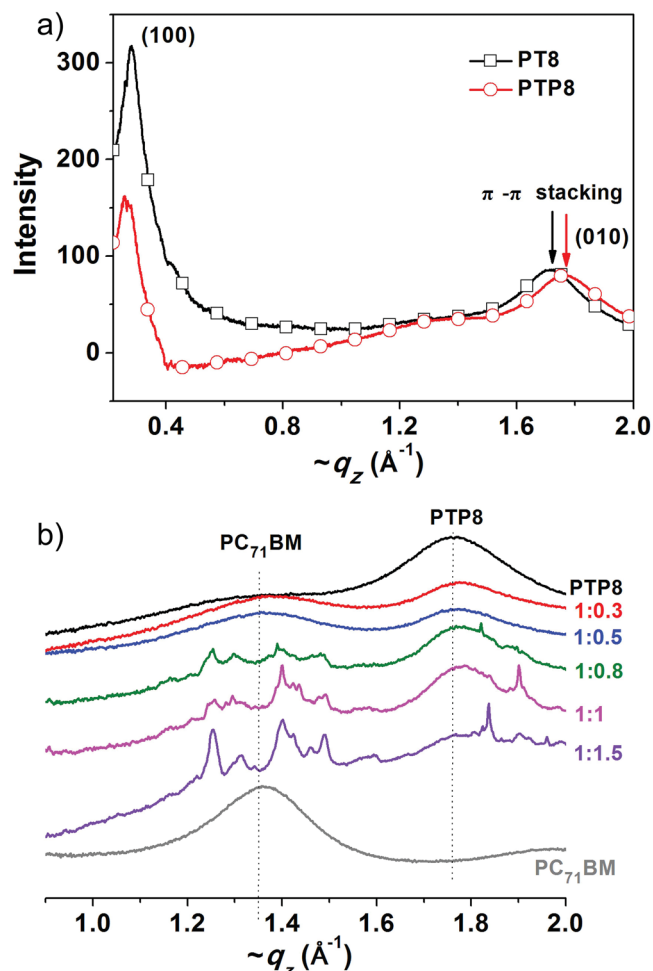 a)
(100)
PT8
PTP8
π -π stacking
(010)
Intensity
300
200
100
0
0.4 0.8 1.2 1.6 2.0
~q_z (Å⁻¹)
b)
PC₇₁BM
PTP8
PTP8
1:0.3
1:0.5
1:0.8
1:1
1:1.5
PC₇₁BM
1.0 1.2 1.4 1.6 1.8 2.0
~q_z (Å⁻¹)